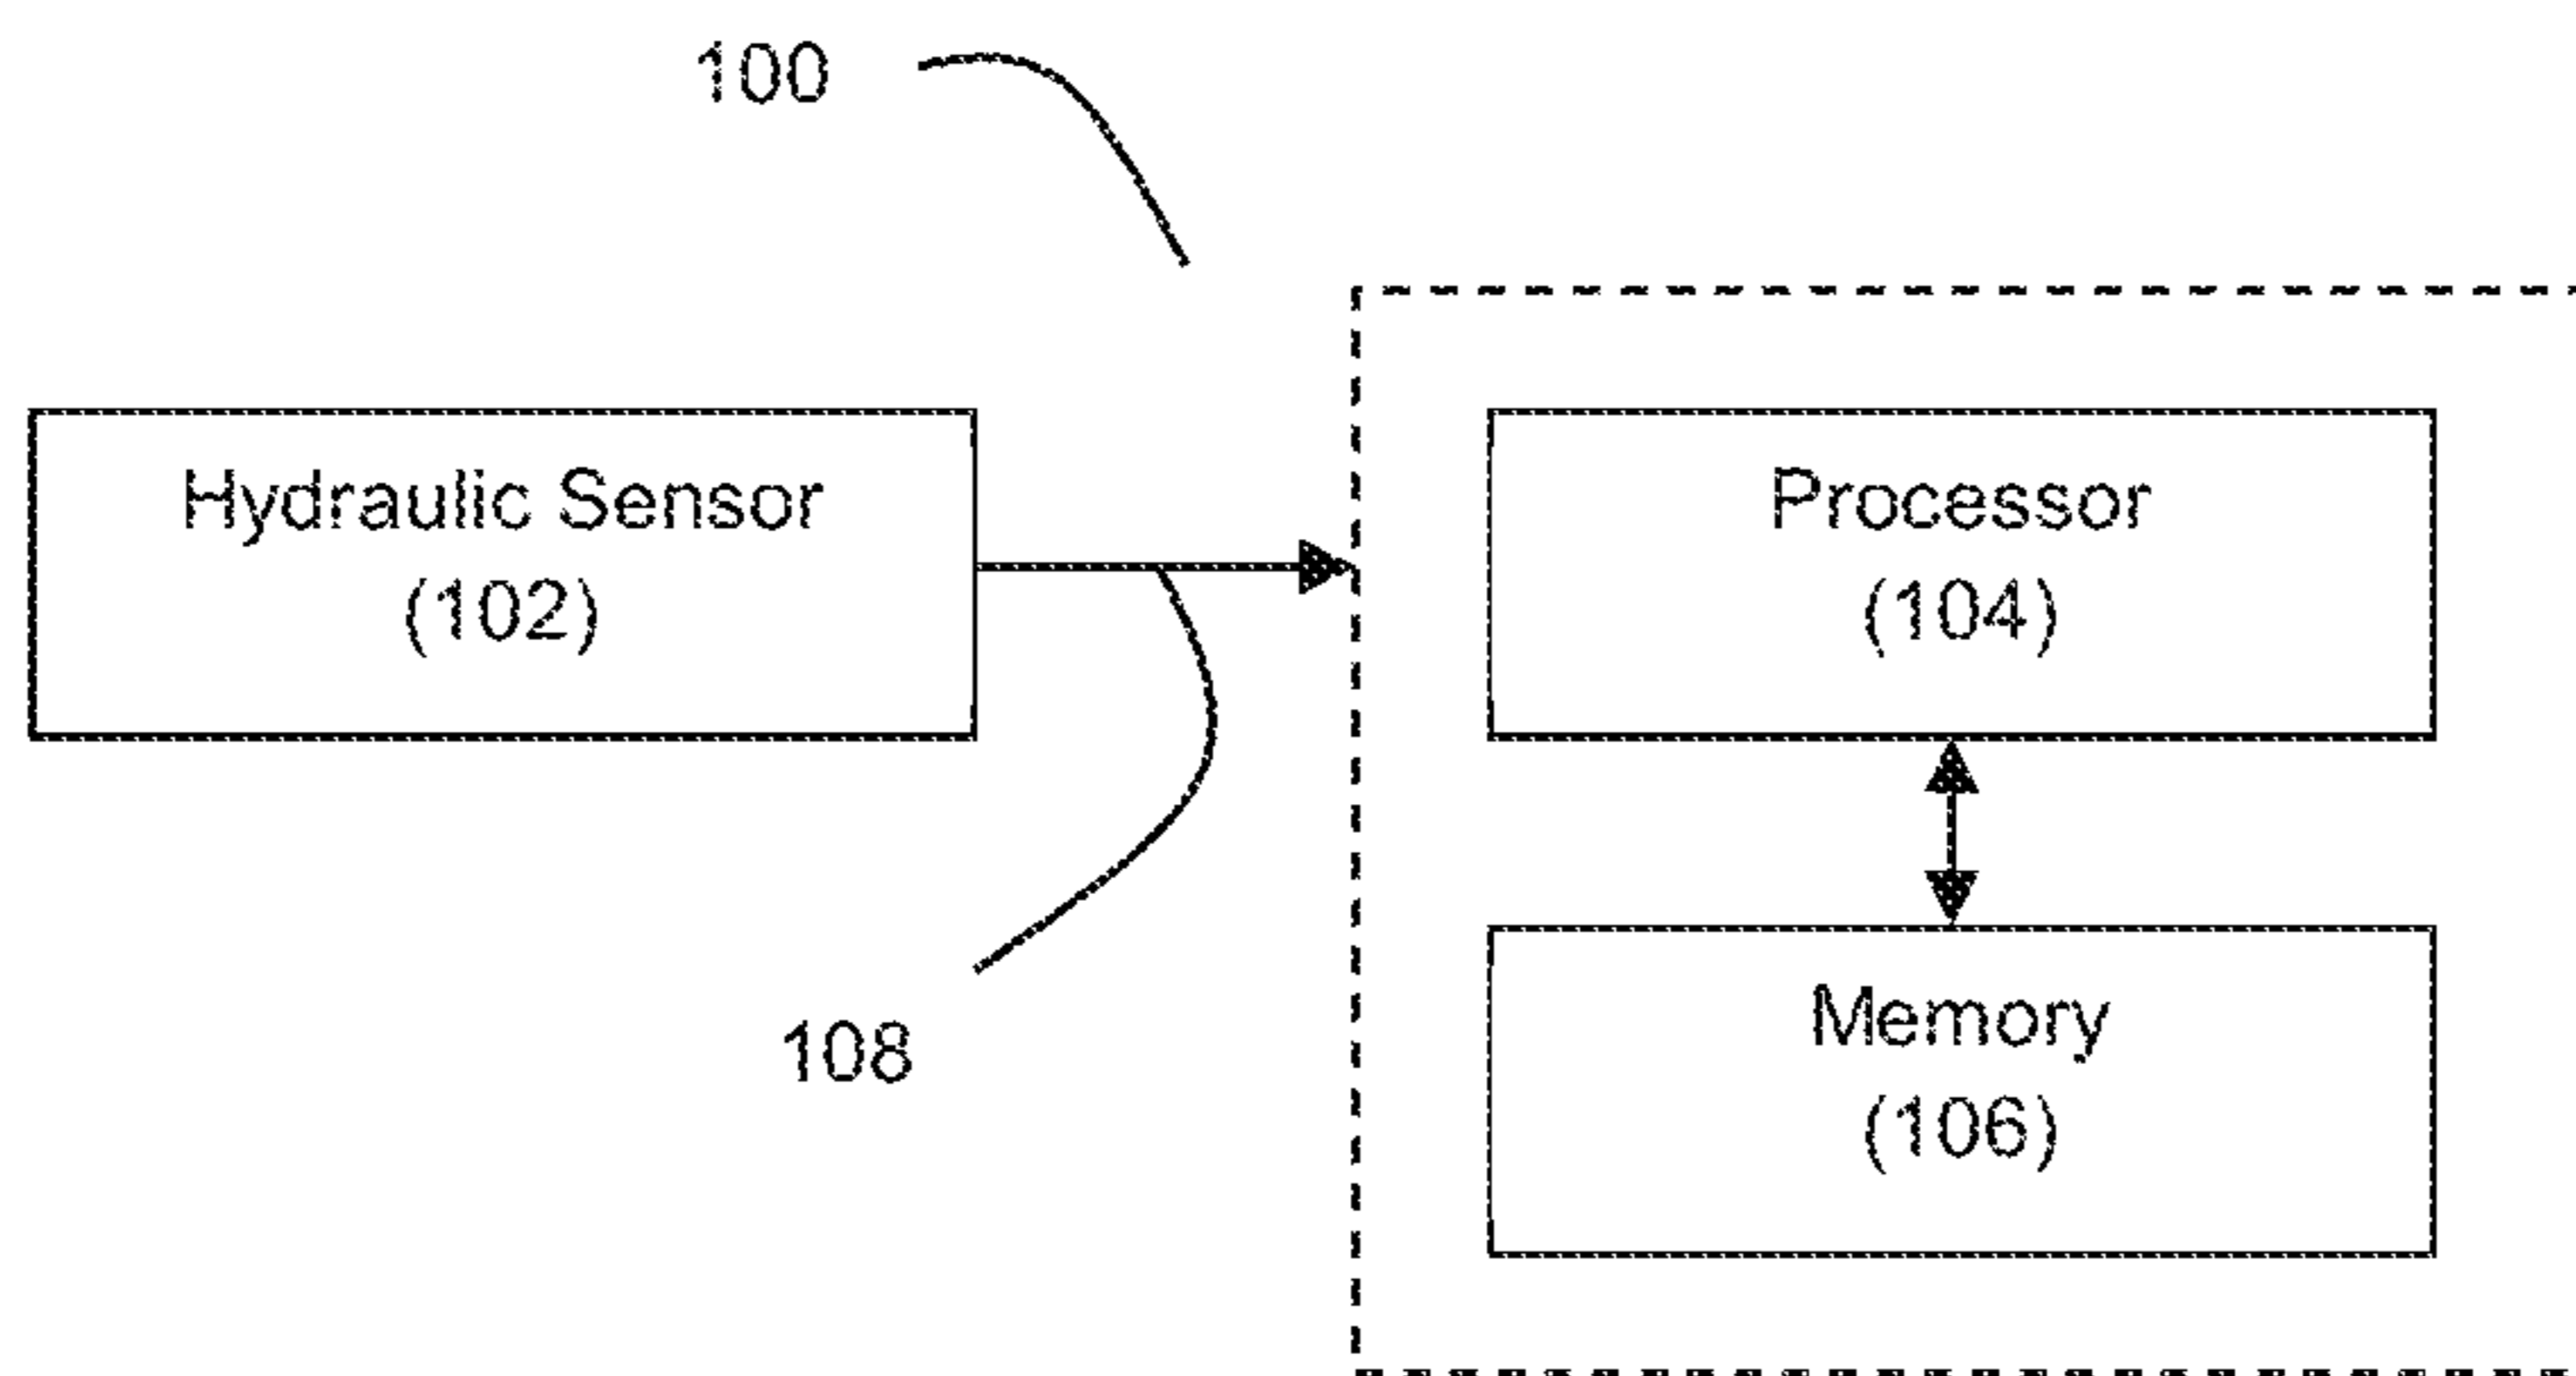 100
Hydraulic Sensor
(102)
Processor
(104)
108
Memory
(106)